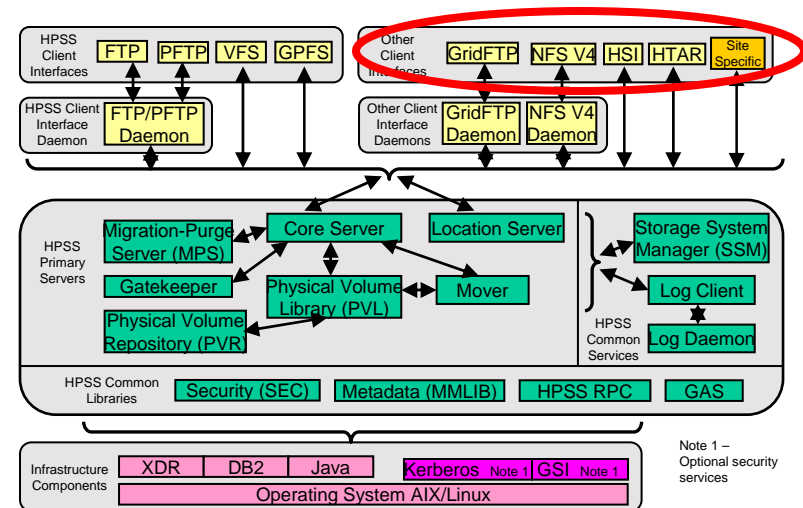 HPSS
Client
Interfaces
FTP
PFTP
VFS
GPFS
Other
Client
Interfaces
GridFTP
NFS V4
HSI
HTAR
Site
Specific
HPSS Client
Interface
Daemon
FTP/PFTP
Daemon
Other Client
Interface
Daemons
GridFTP
Daemon
NFS V4
Daemon
HPSS
Primary
Servers
Migration-Purge
Server (MPS)
Core Server
Location Server
Gatekeeper
Physical Volume
Library (PVL)
Mover
Physical Volume
Repository (PVR)
Storage System
Manager (SSM)
Log Client
HPSS
Common
Services
Log Daemon
HPSS Common
Libraries
Security (SEC)
Metadata (MMLIB)
HPSS RPC
GAS
Infrastructure
Components
XDR
DB2
Java
Kerberos Note 1
GSI Note 1
Operating System AIX/Linux
Note 1 –
Optional security
services